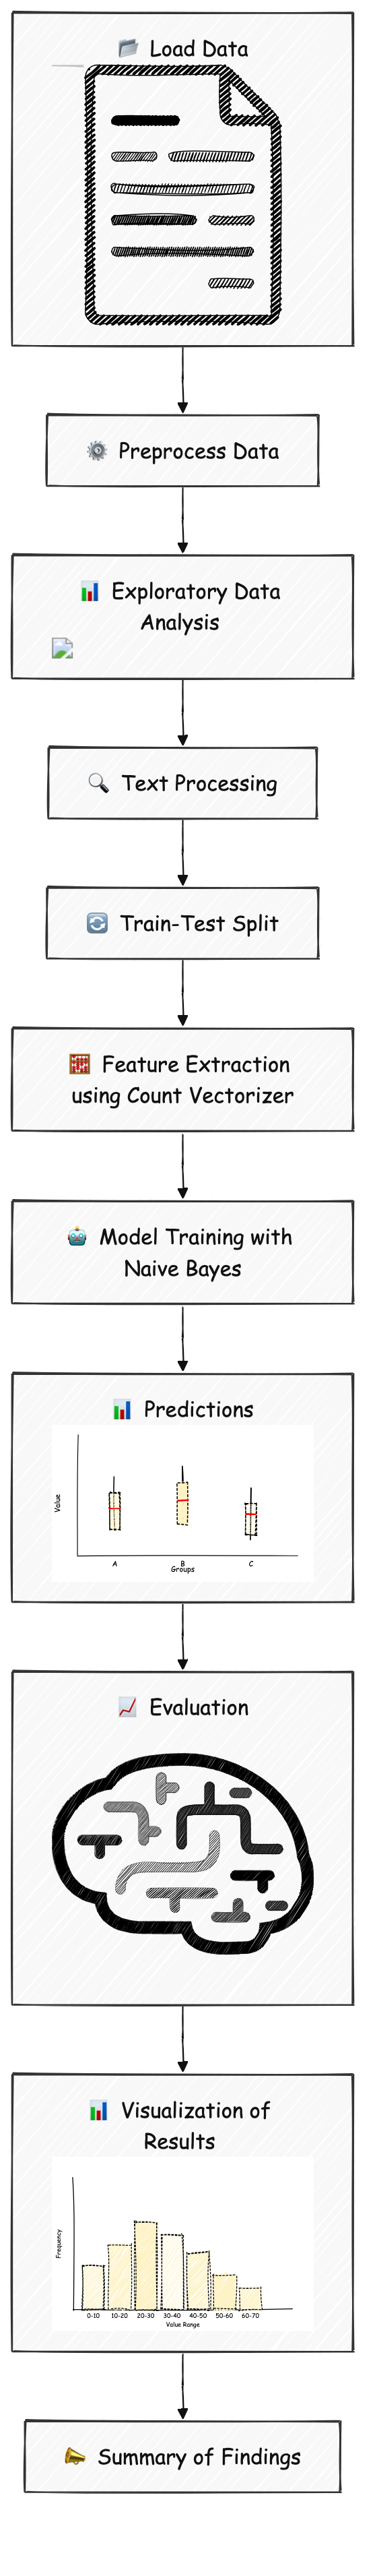 Load Data
Preprocess Data
Exploratory Data
Analysis
Text Processing
Train-Test Split
Feature Extraction
using Count Vectorizer
Model Training with
Naive Bayes
Predictions
Value
A B C
Groups
Evaluation
Visualization of
Results
Frequency
0-10 10-20 20-30 30-40 40-50 50-60 60-70
Value Range
Summary of Findings